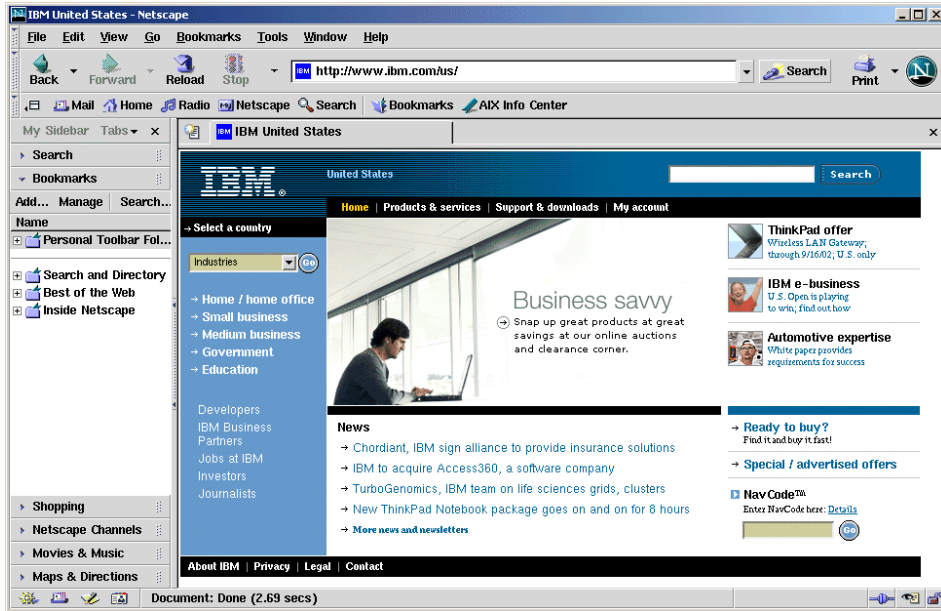 IBM United States - Netscape
File Edit View Go Bookmarks Tools Window Help
Back Forward Reload Stop http://www.ibm.com/us/ Search Print
Mail Home Radio Netscape Search Bookmarks AIX Info Center
My Sidebar Tabs
IBM United States
Search
Bookmarks
Add... Manage Search...
Name
Personal Toolbar Fol...
Search and Directory
Best of the Web
Inside Netscape
Shopping
Netscape Channels
Movies & Music
Maps & Directions
IBM®
United States
Search
Home | Products & services | Support & downloads | My account
Select a country
Industries Go
Home / home office
Small business
Medium business
Government
Education
Developers
IBM Business
Partners
Jobs at IBM
Investors
Journalists
Business savvy
Snap up great products at great
savings at our online auctions
and clearance corner.
ThinkPad offer
Wireless LAN Gateway;
through 9/16/02; U.S. only
IBM e-business
U.S. Open is playing
to win; find out how
Automotive expertise
White paper provides
requirements for success
News
Chordiant, IBM sign alliance to provide insurance solutions
IBM to acquire Access360, a software company
TurboGenomics, IBM team on life sciences grids, clusters
New ThinkPad Notebook package goes on and on for 8 hours
More news and newsletters
Ready to buy?
Find it and buy it fast!
Special / advertised offers
NavCode™
Enter NavCode here: Details
Go
About IBM | Privacy | Legal | Contact
Document: Done (2.69 secs)